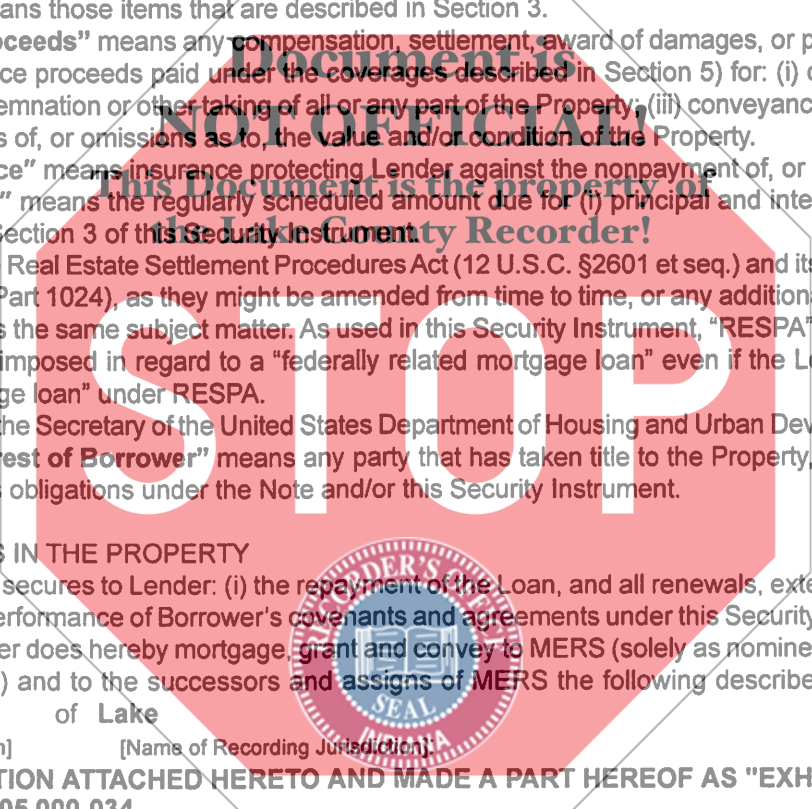 ans those items that are described in Section 3.
oceeds” means any compensation, settlement, award of damages, or p
Document is
ce proceeds paid under the coverages described in Section 5) for: (i)
emnation or other taking of all or any part of the Property; (iii) conveyanc
NOT OFFICIAL!
s of, or omissions as to, the value and/or condition of the Property.
ce” means insurance protecting Lender against the nonpayment of, or
This Document is the property of
” means the regularly scheduled amount due for (i) principal and inte
the Lake County Recorder!
Section 3 of this Security Instrument.
Real Estate Settlement Procedures Act (12 U.S.C. §2601 et seq.) and its
Part 1024), as they might be amended from time to time, or any addition
s the same subject matter. As used in this Security Instrument, “RESPA”
imposed in regard to a “federally related mortgage loan” even if the L
ge loan” under RESPA.
STOP
the Secretary of the United States Department of Housing and Urban Dev
rest of Borrower” means any party that has taken title to the Property,
s obligations under the Note and/or this Security Instrument.
S IN THE PROPERTY
secures to Lender: (i) the repayment of the Loan, and all renewals, exte
erformance of Borrower’s covenants and agreements under this Security
er does hereby mortgage, grant and convey to MERS (solely as nomine
) and to the successors and assigns of MERS the following describe
RECORDER'S OFFICE
SEAL
INDIANA
of Lake
n] [Name of Recording Jurisdiction]:
TION ATTACHED HERETO AND MADE A PART HEREOF AS "EXH